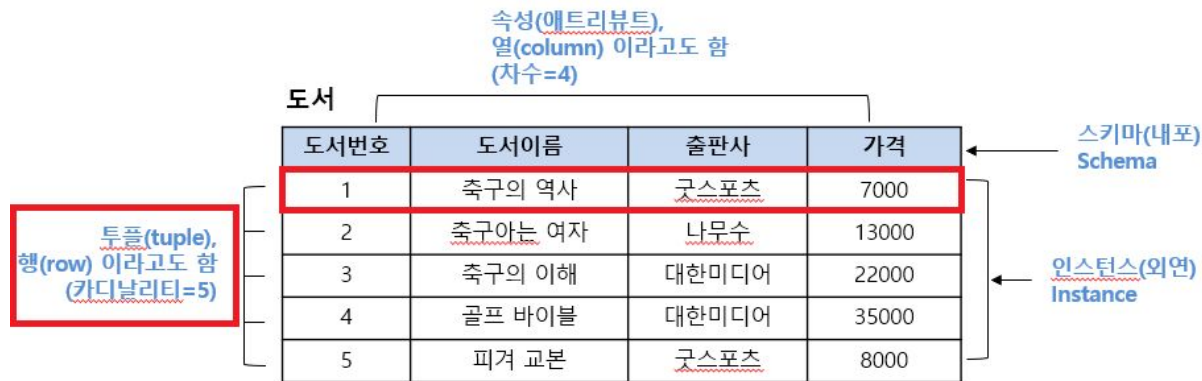 속성(애트리뷰트),
열(column) 이라고도 함
(차수=4)
도서
도서번호 도서이름 출판사 가격
스키마(내포)
Schema
1 축구의 역사 굿스포츠 7000
2 축구아는 여자 나무수 13000
3 축구의 이해 대한미디어 22000
4 골프 바이블 대한미디어 35000
5 피겨 교본 굿스포츠 8000
투플(tuple),
행(row) 이라고도 함
(카디날리티=5)
인스턴스(외연)
Instance